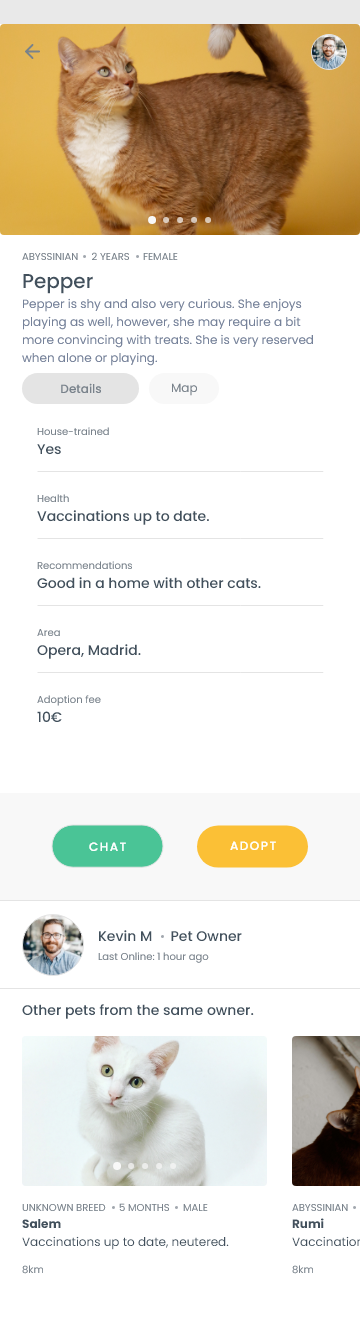 ABYSSINIAN • 2 YEARS • FEMALE
Pepper
Pepper is shy and also very curious. She enjoys
playing as well, however, she may require a bit
more convincing with treats. She is very reserved
when alone or playing.
Details Map
House-trained
Yes
Health
Vaccinations up to date.
Recommendations
Good in a home with other cats.
Area
Opera, Madrid.
Adoption fee
10€
CHAT ADOPT
Kevin M • Pet Owner
Last Online: 1 hour ago
Other pets from the same owner.
UNKNOWN BREED • 5 MONTHS • MALE
Salem
Vaccinations up to date, neutered.
8km
ABYSSINIAN •
Rumi
Vaccination
8km